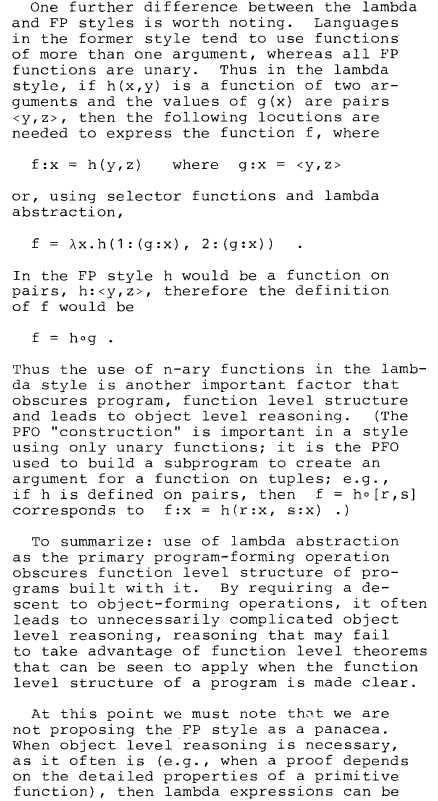 One further difference between the lambda
and FP styles is worth noting. Languages
in the former style tend to use functions
of more than one argument, whereas all FP
functions are unary. Thus in the lambda
style, if h(x,y) is a function of two ar-
guments and the values of g(x) are pairs
<y,z>, then the following locutions are
needed to express the function f, where
f:x = h(y,z) where g:x = <y,z>
or, using selector functions and lambda
abstraction,
f = λx.h(1:(g:x), 2:(g:x)) .
In the FP style h would be a function on
pairs, h:<y,z>, therefore the definition
of f would be
f = h∘g .
Thus the use of n-ary functions in the lamb-
da style is another important factor that
obscures program, function level structure
and leads to object level reasoning. (The
PFO "construction" is important in a style
using only unary functions; it is the PFO
used to build a subprogram to create an
argument for a function on tuples; e.g.,
if h is defined on pairs, then f = h∘[r,s]
corresponds to f:x = h(r:x, s:x) .)
To summarize: use of lambda abstraction
as the primary program-forming operation
obscures function level structure of pro-
grams built with it. By requiring a de-
scent to object-forming operations, it often
leads to unnecessarily complicated object
level reasoning, reasoning that may fail
to take advantage of function level theorems
that can be seen to apply when the function
level structure of a program is made clear.
At this point we must note that we are
not proposing the FP style as a panacea.
When object level reasoning is necessary,
as it often is (e.g., when a proof depends
on the detailed properties of a primitive
function), then lambda expressions can be